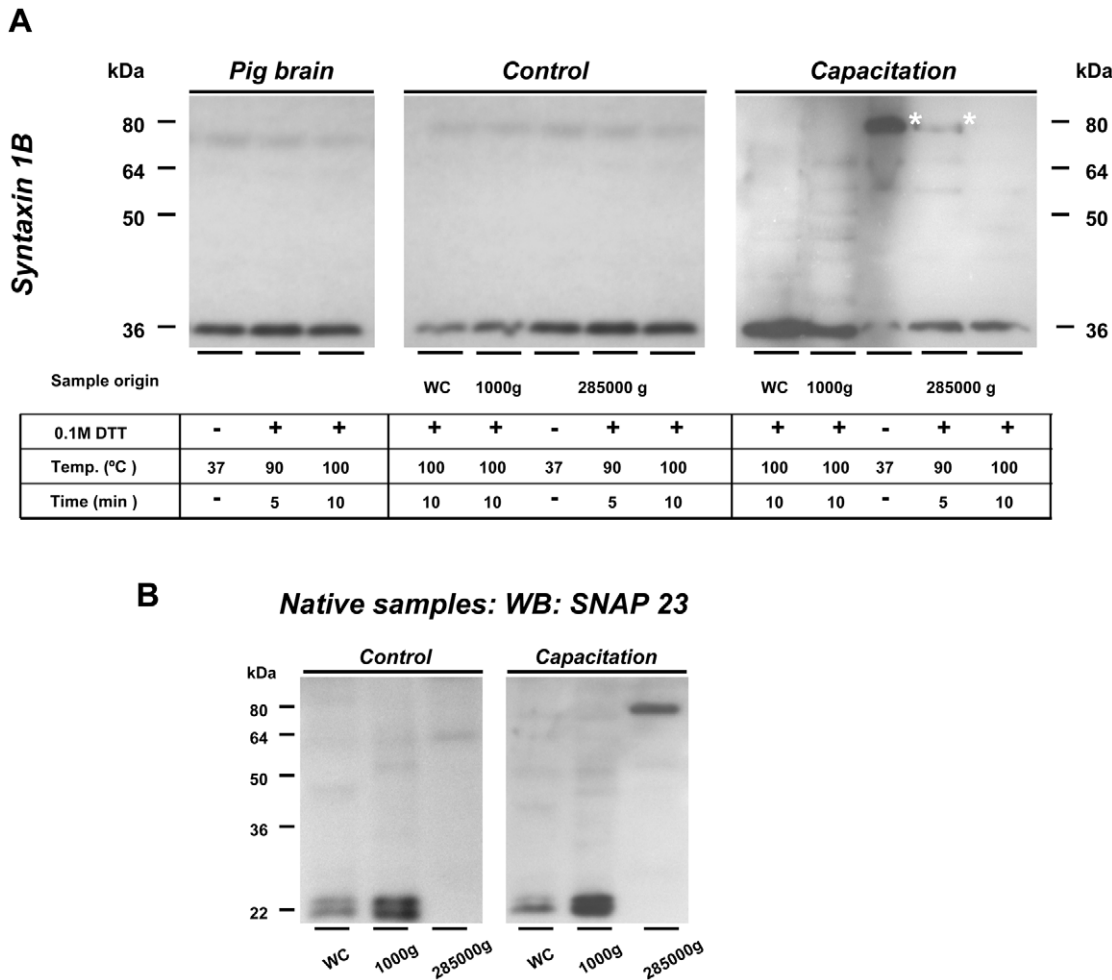 A
kDa Pig brain Control Capacitation kDa
Syntaxin 1B
80 80
64 64
50 50
36 36
* *
Sample origin WC 1000g 285000 g WC 1000g 285000 g
0.1M DTT - + + + + - + + + + - + +
Temp. (ºC ) 37 90 100 100 100 37 90 100 100 100 37 90 100
Time (min ) - 5 10 10 10 - 5 10 10 10 - 5 10
B
Native samples: WB: SNAP 23
Control Capacitation
kDa
80
64
50
36
22
WC 1000g 285000g WC 1000g 285000g